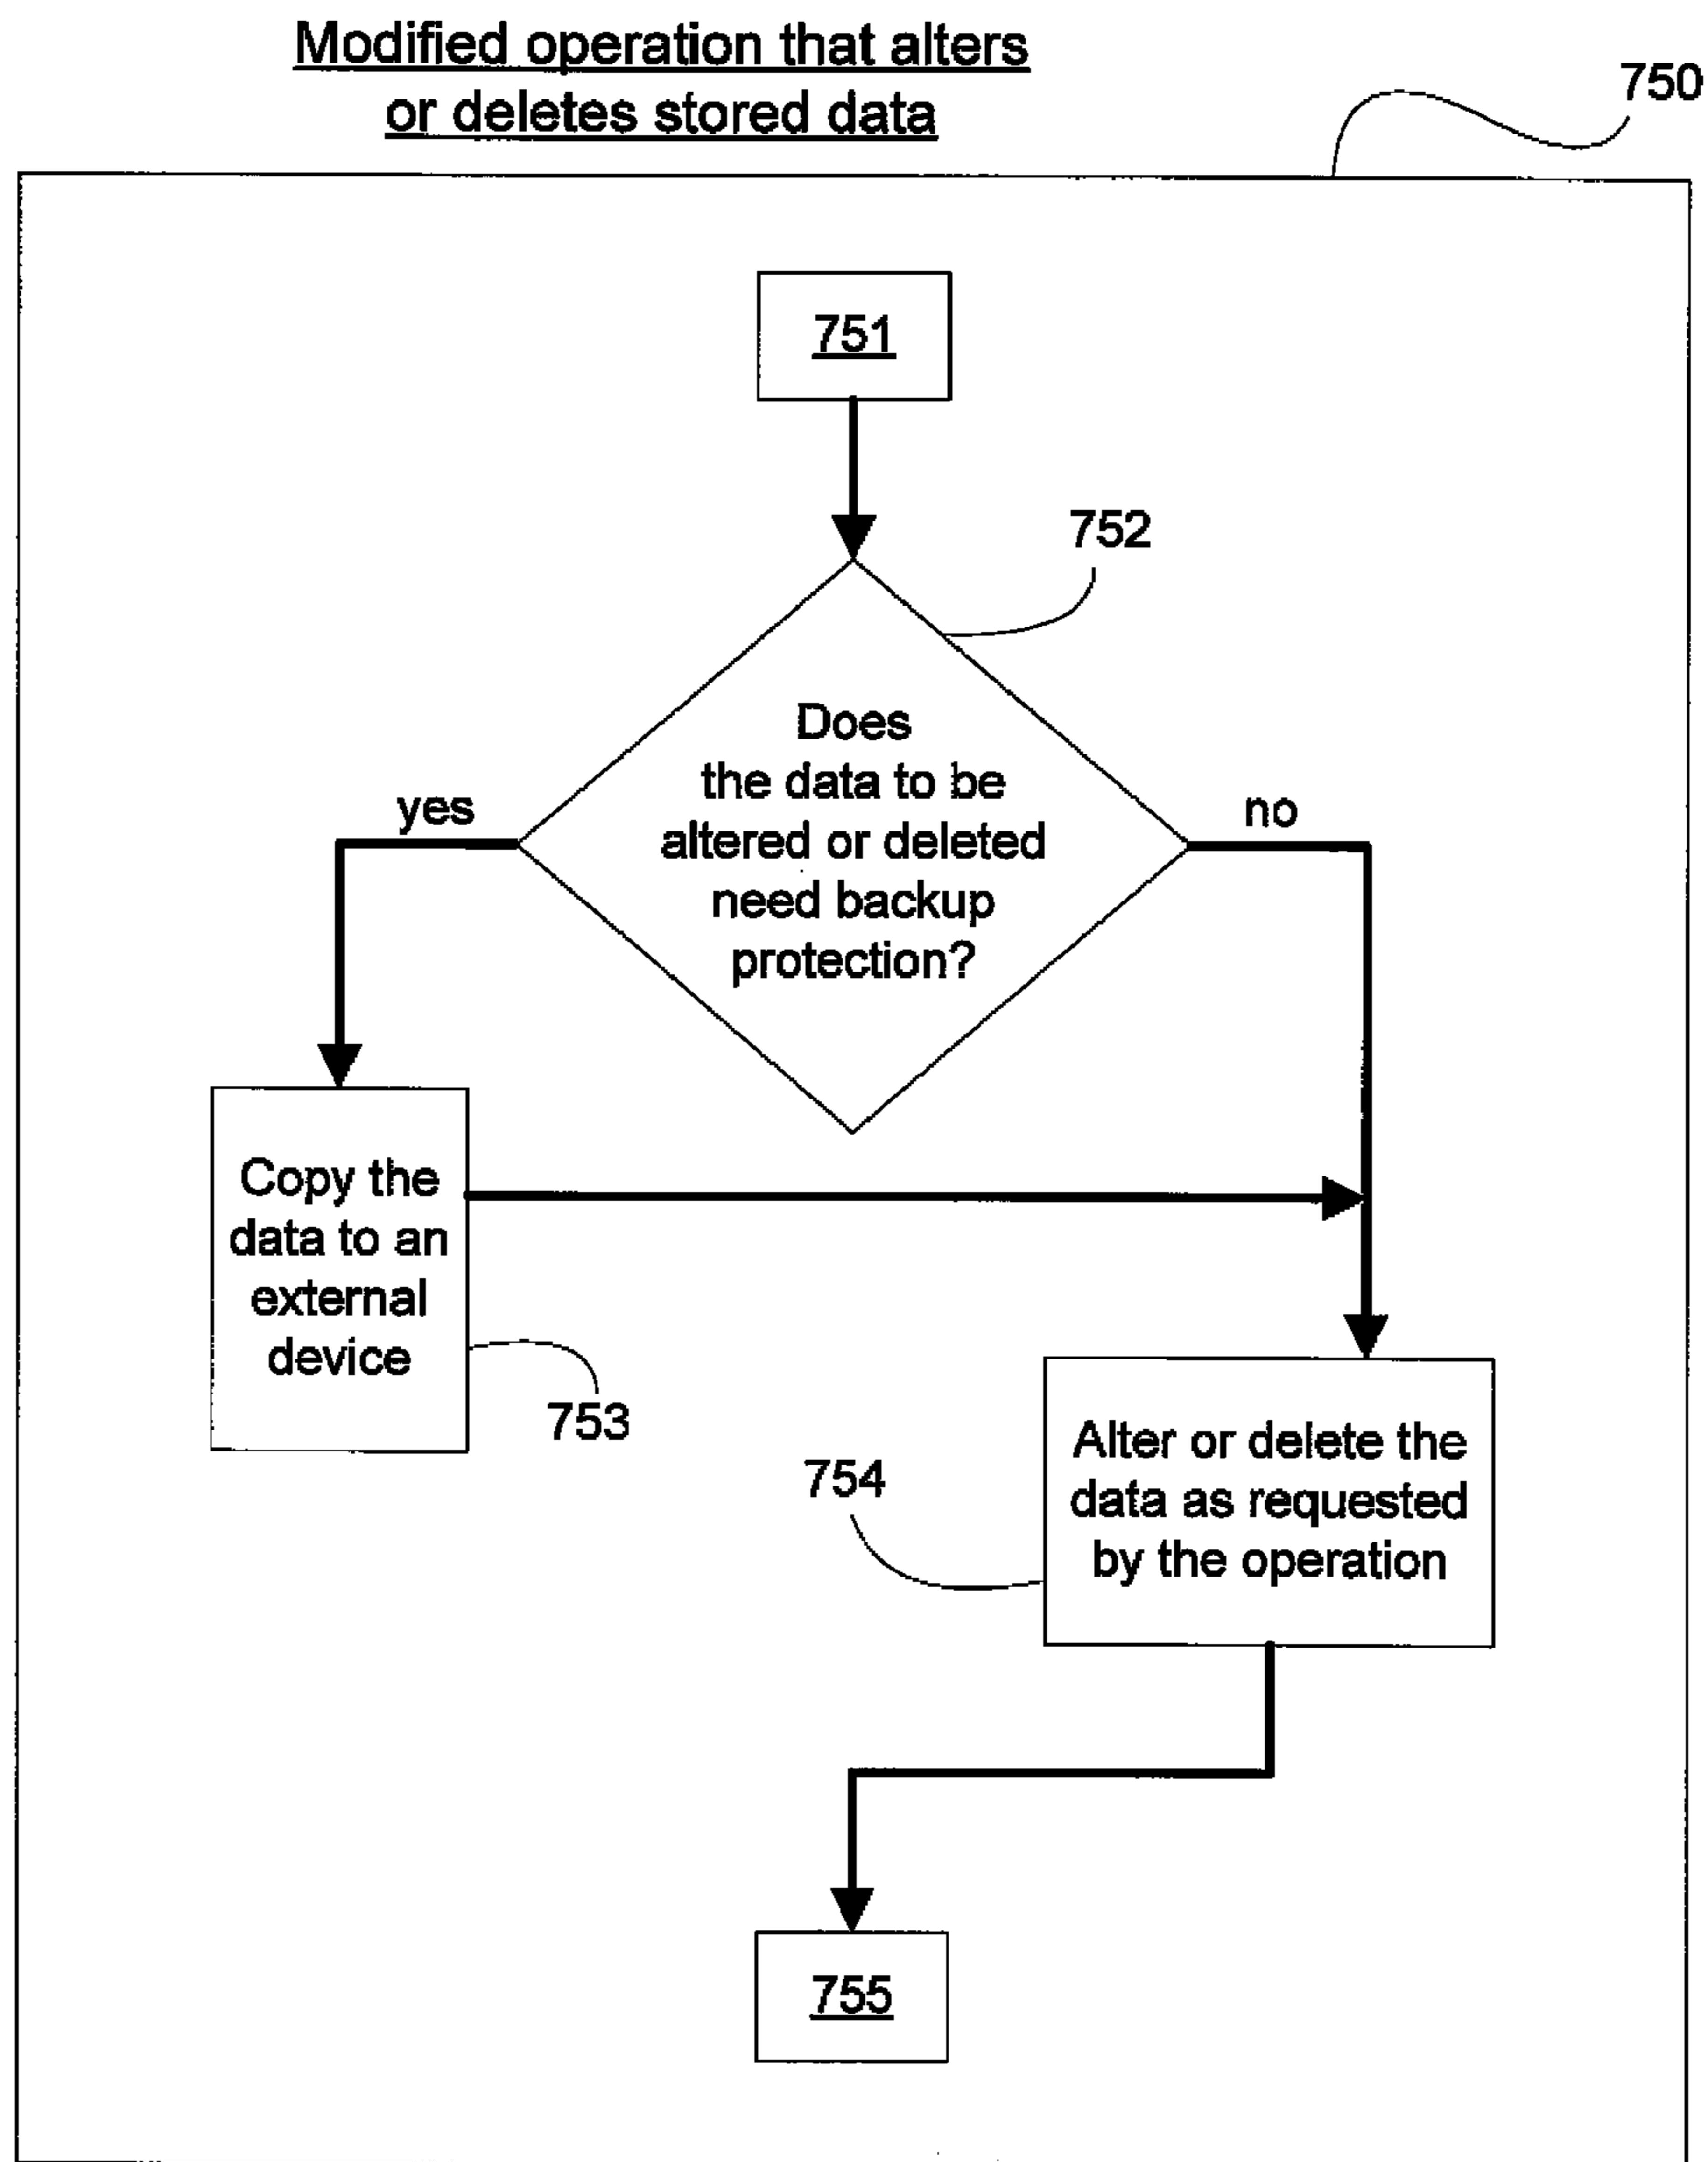 Modified operation that alters
or deletes stored data
750
751
752
Does
the data to be
altered or deleted
need backup
protection?
yes
no
Copy the
data to an
external
device
753
754
Alter or delete the
data as requested
by the operation
755